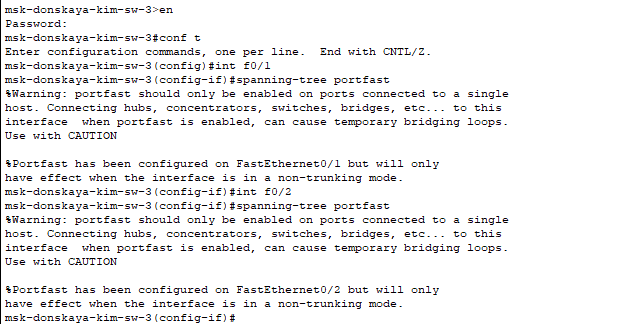 msk-donskaya-kim-sw-3>en
Password:
msk-donskaya-kim-sw-3#conf t
Enter configuration commands, one per line.  End with CNTL/Z.
msk-donskaya-kim-sw-3(config)#int f0/1
msk-donskaya-kim-sw-3(config-if)#spanning-tree portfast
%Warning: portfast should only be enabled on ports connected to a single
host. Connecting hubs, concentrators, switches, bridges, etc... to this
interface  when portfast is enabled, can cause temporary bridging loops.
Use with CAUTION

%Portfast has been configured on FastEthernet0/1 but will only
have effect when the interface is in a non-trunking mode.
msk-donskaya-kim-sw-3(config-if)#int f0/2
msk-donskaya-kim-sw-3(config-if)#spanning-tree portfast
%Warning: portfast should only be enabled on ports connected to a single
host. Connecting hubs, concentrators, switches, bridges, etc... to this
interface  when portfast is enabled, can cause temporary bridging loops.
Use with CAUTION

%Portfast has been configured on FastEthernet0/2 but will only
have effect when the interface is in a non-trunking mode.
msk-donskaya-kim-sw-3(config-if)#